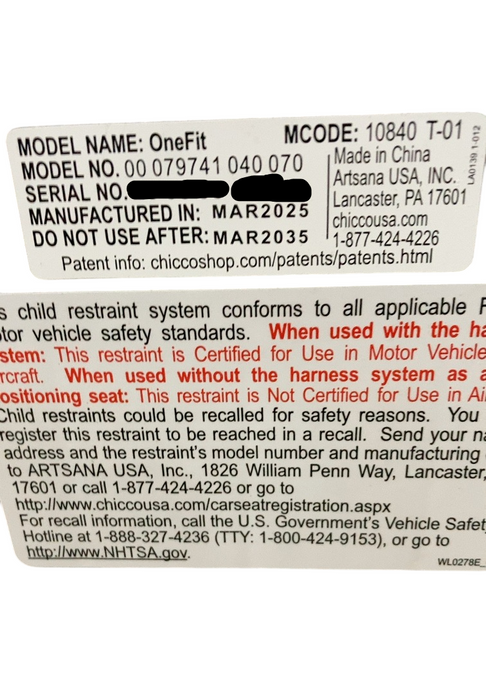 MODEL NAME: OneFit
MCODE: 10840 T-01
MODEL NO. 00 079741 040 070
SERIAL NO.
MANUFACTURED IN: MAR2025
DO NOT USE AFTER: MAR2035
Made in China
Artsana USA, INC.
Lancaster, PA 17601
chiccousa.com
1-877-424-4226
LA0139 1-012
Patent info: chiccoshop.com/patents/patents.html
s child restraint system conforms to all applicable F
tor vehicle safety standards. When used with the ha
stem: This restraint is Certified for Use in Motor Vehicle
rcraft. When used without the harness system as a
ositioning seat: This restraint is Not Certified for Use in Air
Child restraints could be recalled for safety reasons. You
register this restraint to be reached in a recall. Send your na
address and the restraint's model number and manufacturing
to ARTSANA USA, Inc., 1826 William Penn Way, Lancaster,
17601 or call 1-877-424-4226 or go to
http://www.chiccousa.com/carseatregistration.aspx
For recall information, call the U.S. Government's Vehicle Safet
Hotline at 1-888-327-4236 (TTY: 1-800-424-9153), or go to
http://www.NHTSA.gov.
WL0278E_